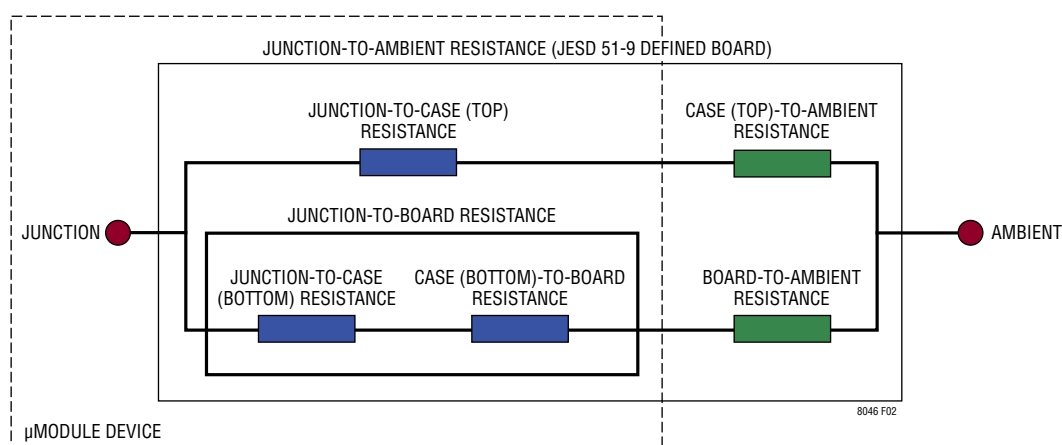 JUNCTION-TO-AMBIENT RESISTANCE (JESD 51-9 DEFINED BOARD)
JUNCTION-TO-CASE (TOP)
RESISTANCE
CASE (TOP)-TO-AMBIENT
RESISTANCE
JUNCTION-TO-BOARD RESISTANCE
JUNCTION
AMBIENT
JUNCTION-TO-CASE
(BOTTOM) RESISTANCE
CASE (BOTTOM)-TO-BOARD
RESISTANCE
BOARD-TO-AMBIENT
RESISTANCE
8046 F02
µMODULE DEVICE